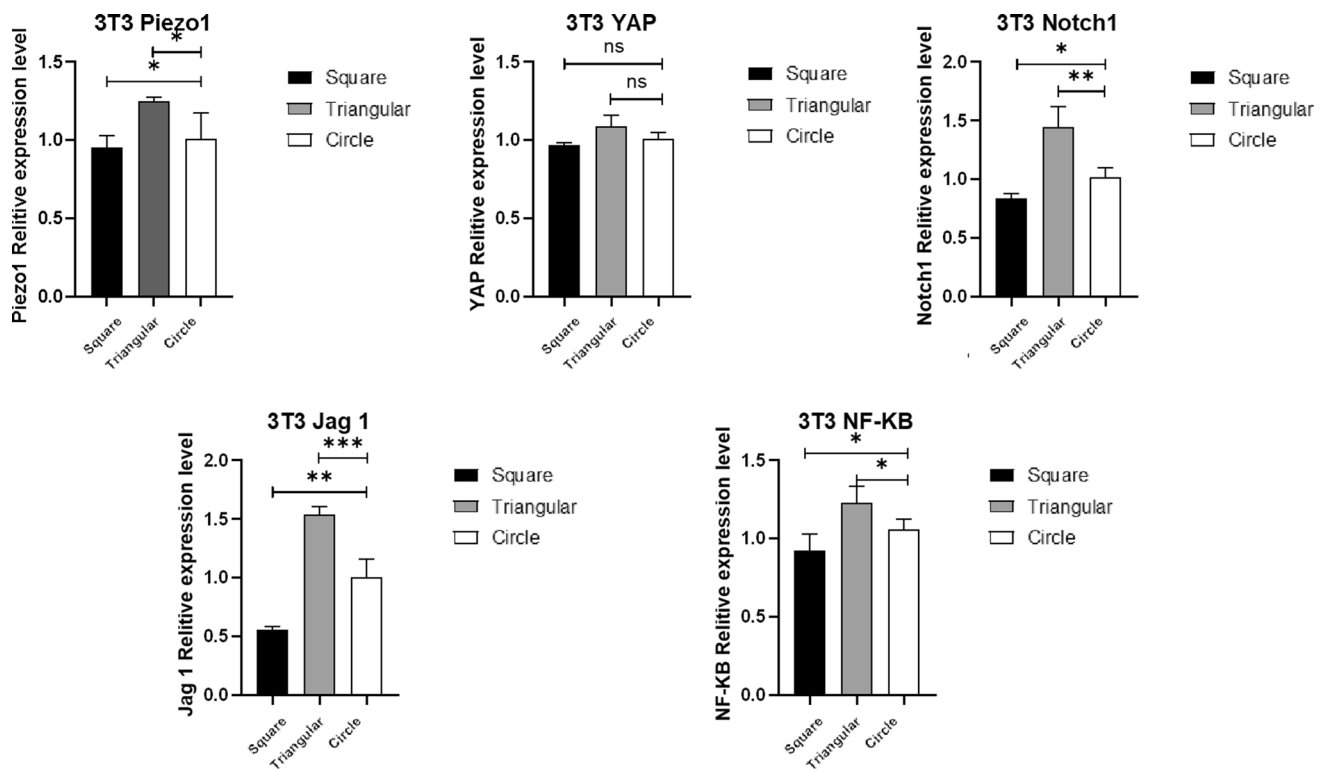 3T3 Piezo1
Piezo1 Relitive expression level
1.5
1.0
0.5
0.0
*
*
Square
Triangular
Circle
Square
Triangular
Circle
3T3 YAP
YAP Relitive expression level
1.5
1.0
0.5
0.0
ns
ns
Square
Triangular
Circle
Square
Triangular
Circle
3T3 Notch1
Notch1 Relitive expression level
2.0
1.5
1.0
0.5
0.0
*
**
Square
Triangular
Circle
Square
Triangular
Circle
3T3 Jag 1
Jag 1 Relitive expression level
2.0
1.5
1.0
0.5
0.0
***
**
Square
Triangular
Circle
Square
Triangular
Circle
3T3 NF-KB
NF-KB Relitive expression level
1.5
1.0
0.5
0.0
*
*
Square
Triangular
Circle
Square
Triangular
Circle